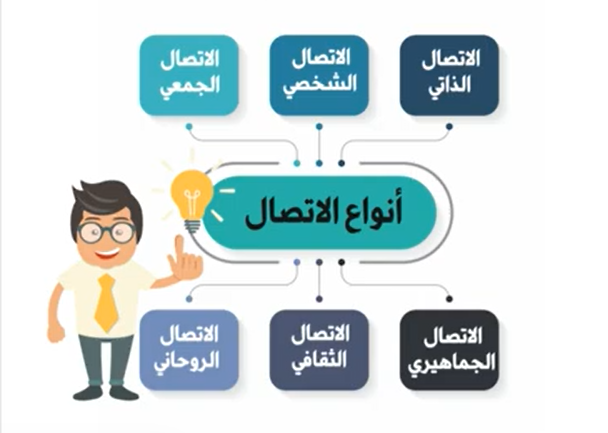 الاتصال
الذاتي
الاتصال
الشخصي
الاتصال
الجمعي
أنواع الاتصال
الاتصال
الجماهيري
الاتصال
الثقافي
الاتصال
الروحاني